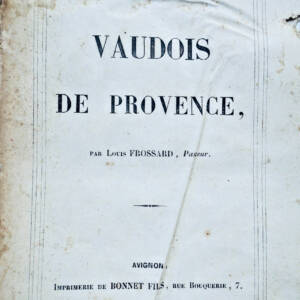 VAUDOIS
DE PROVENCE,
PAR LOUIS FROSSARD, Pasteur.
AVIGNON,
IMPRIMERIE DE BONNET FILS, RUE BOUQUERIE, 7.